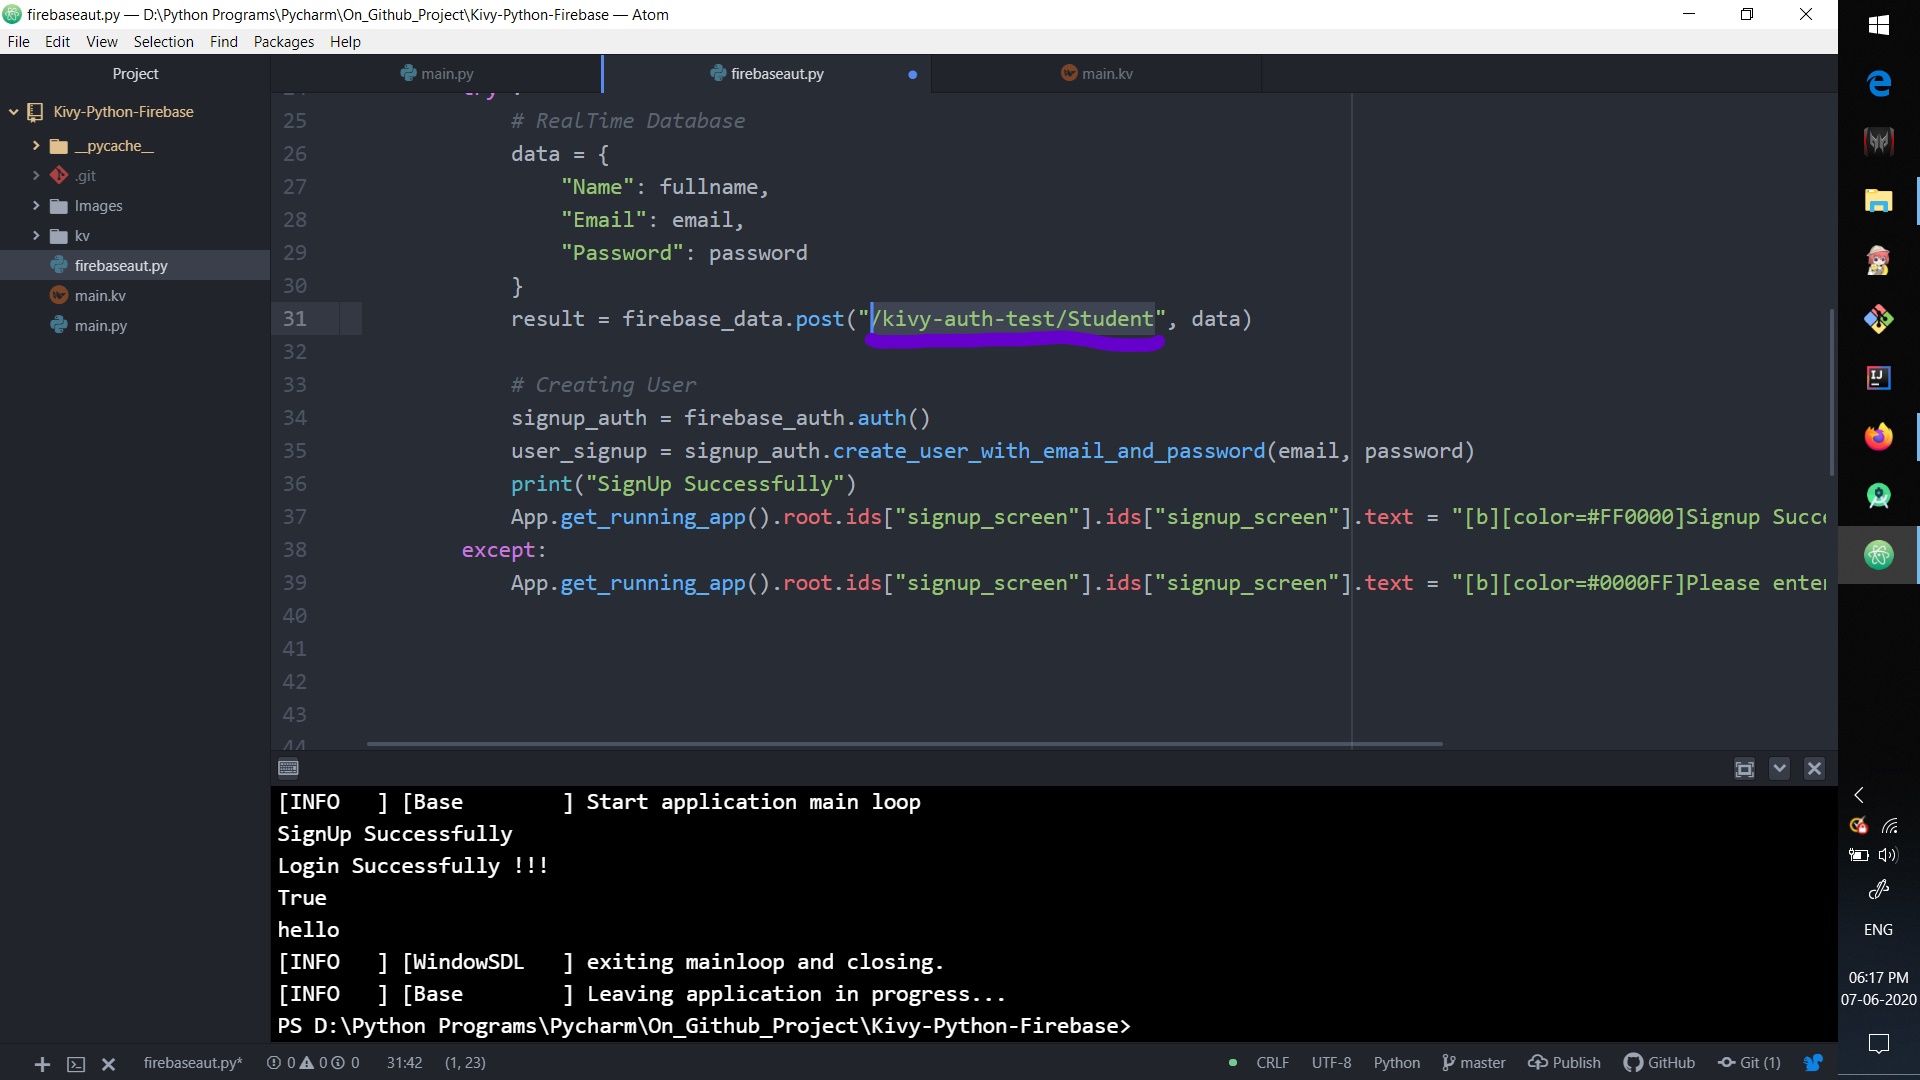 firebaseaut.py — D:\Python Programs\Pycharm\On_Github_Project\Kivy-Python-Firebase — Atom
File Edit View Selection Find Packages Help
Project
main.py
firebaseaut.py
main.kv
Kivy-Python-Firebase
__pycache__
.git
Images
kv
firebaseaut.py
main.kv
main.py
25 # RealTime Database
26 data = {
27 "Name": fullname,
28 "Email": email,
29 "Password": password
30 }
31 result = firebase_data.post("/kivy-auth-test/Student", data)
32
33 # Creating User
34 signup_auth = firebase_auth.auth()
35 user_signup = signup_auth.create_user_with_email_and_password(email, password)
36 print("SignUp Successfully")
37 App.get_running_app().root.ids["signup_screen"].ids["signup_screen"].text = "[b][color=#FF0000]Signup Succe
38 except:
39 App.get_running_app().root.ids["signup_screen"].ids["signup_screen"].text = "[b][color=#0000FF]Please enter
40
41
42
43
[INFO   ] [Base        ] Start application main loop
SignUp Successfully
Login Successfully !!!
True
hello
[INFO   ] [WindowSDL   ] exiting mainloop and closing.
[INFO   ] [Base        ] Leaving application in progress...
PS D:\Python Programs\Pycharm\On_Github_Project\Kivy-Python-Firebase>
firebaseaut.py* 0 0 0 31:42 (1, 23) CRLF UTF-8 Python master Publish GitHub Git (1)
IJ
ENG
06:17 PM
07-06-2020